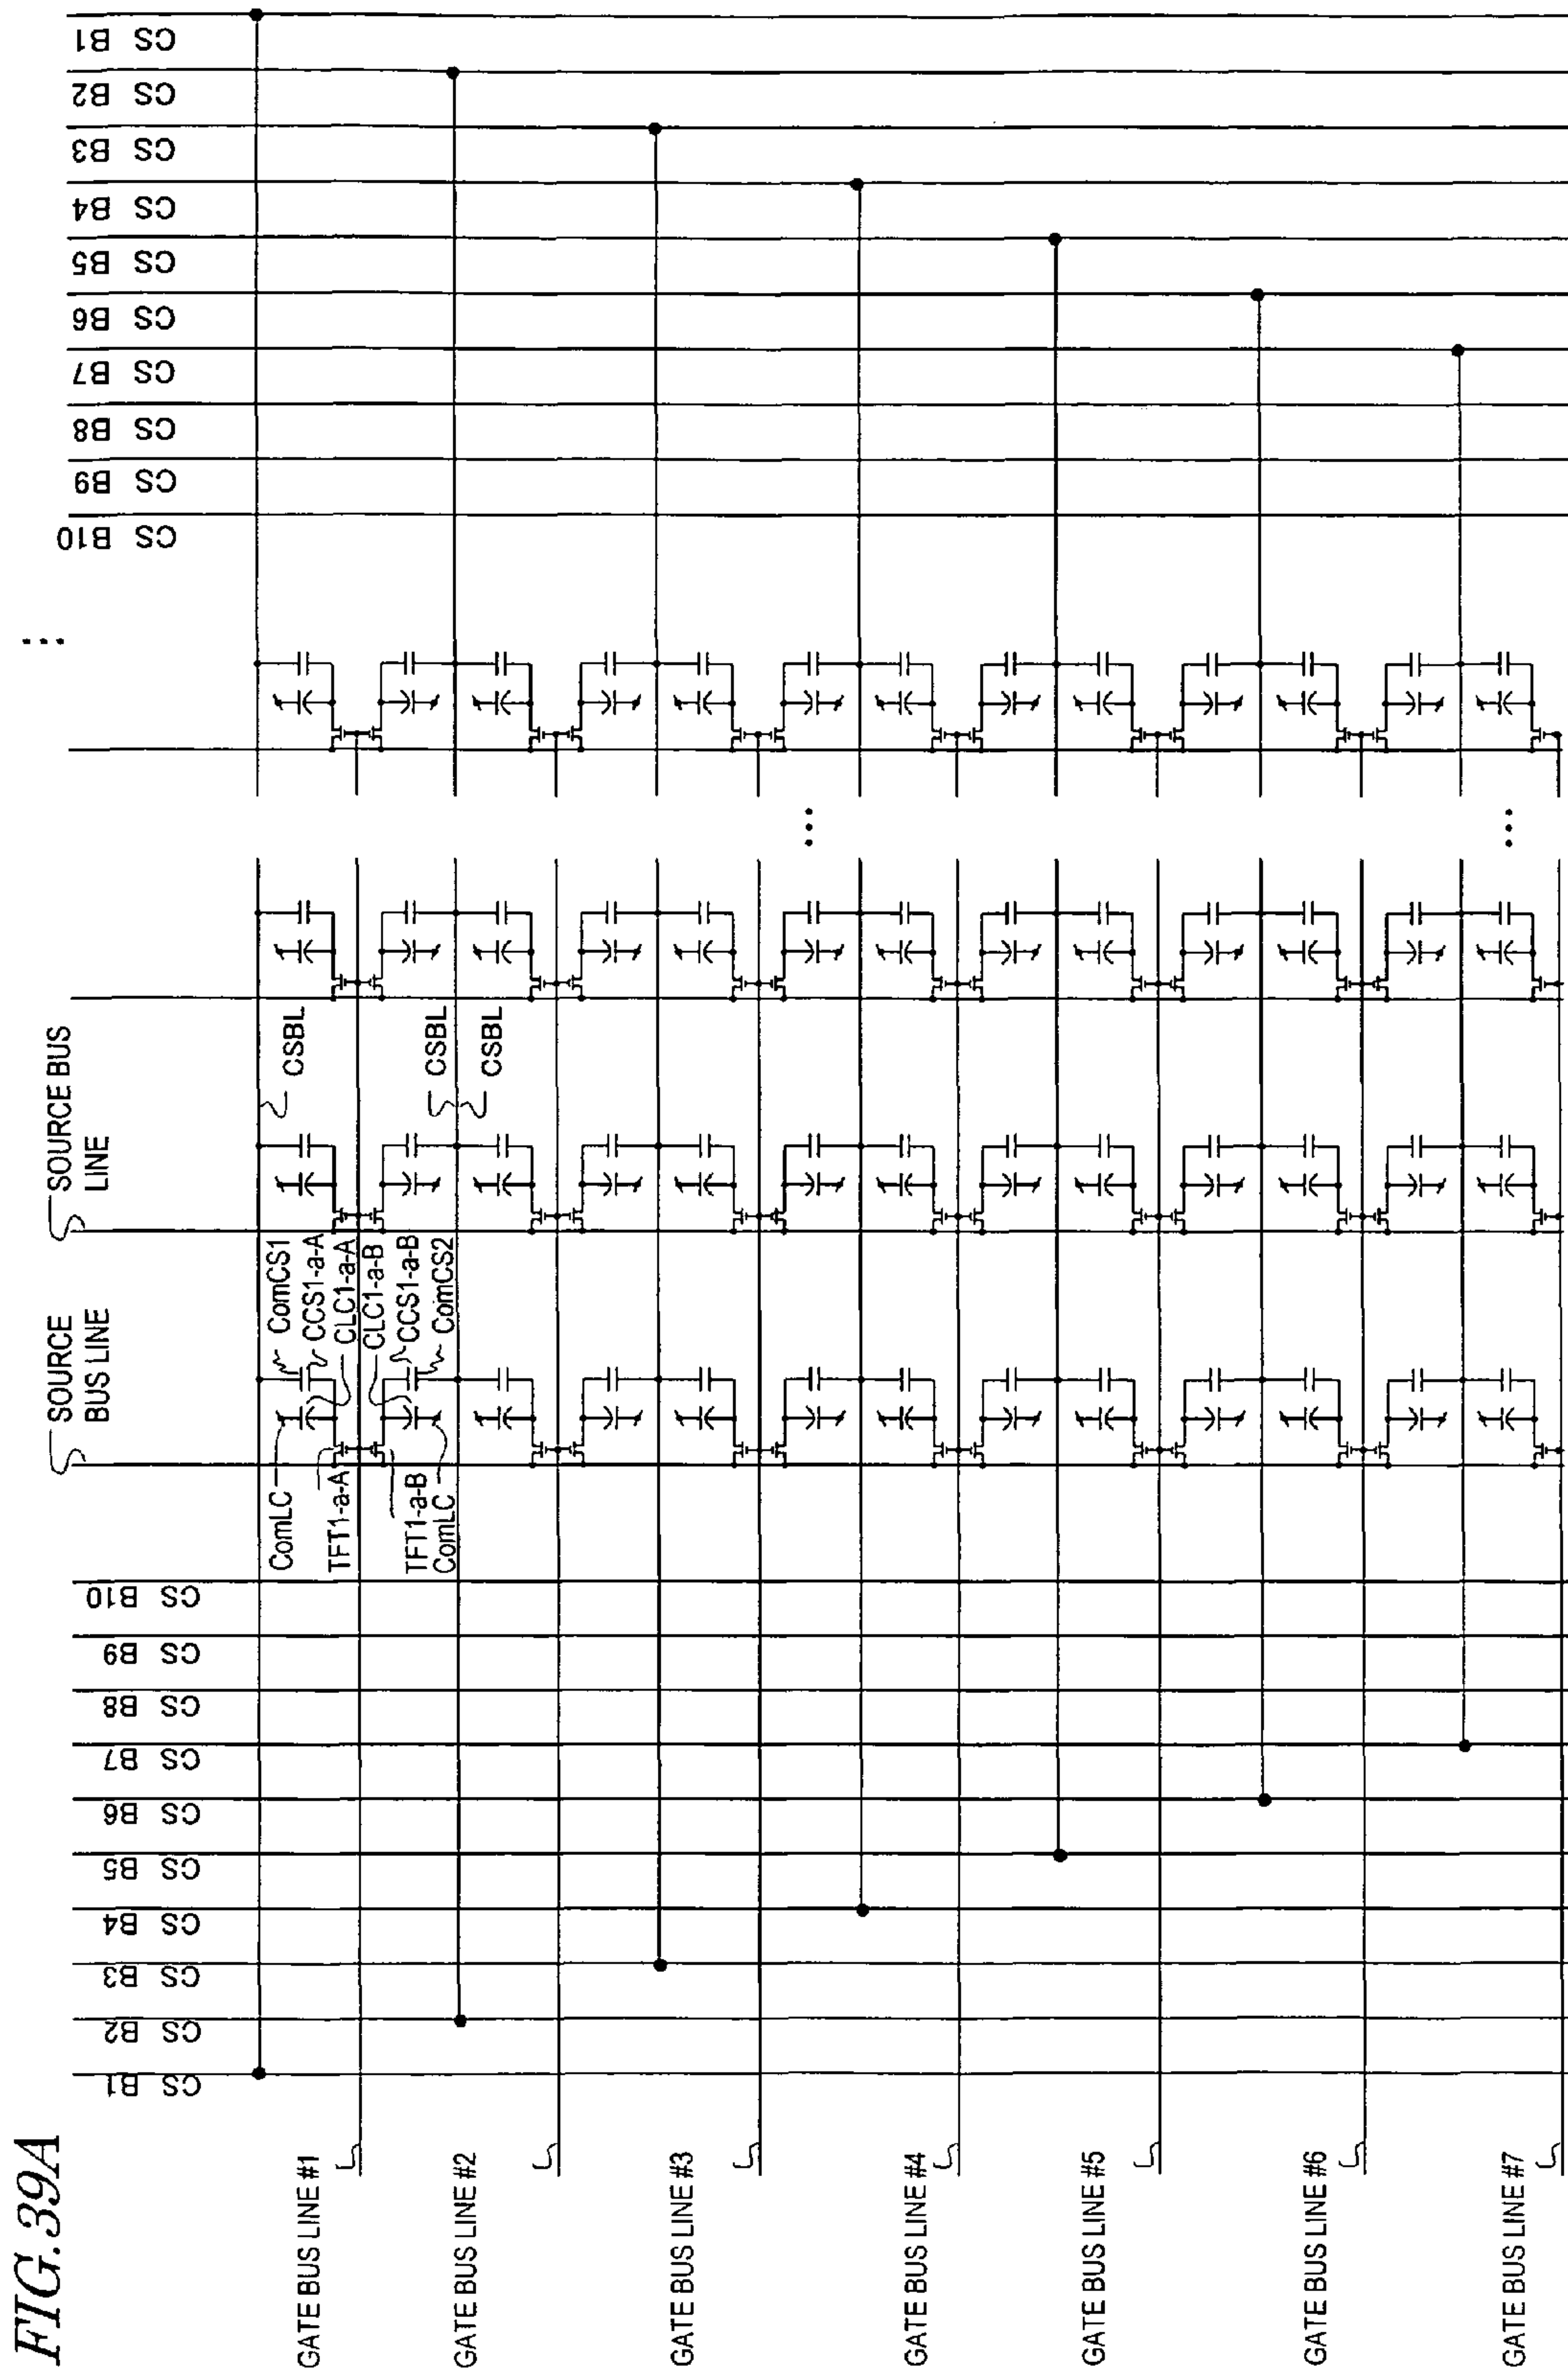 FIG.39A
CS B1
CS B2
CS B3
CS B4
CS B5
CS B6
CS B7
CS B8
CS B9
CS B10
SOURCE
BUS LINE
SOURCE BUS
LINE
...
CS B10
CS B9
CS B8
CS B7
CS B6
CS B5
CS B4
CS B3
CS B2
CS B1
GATE BUS LINE #1
ComLC
ComCS1
CCS1-a-A
CLC1-a-A
TFT1-a-A
CSBL
CLC1-a-B
CCS1-a-B
TFT1-a-B
ComLC
ComCS2
CSBL
CSBL
GATE BUS LINE #2
GATE BUS LINE #3
...
GATE BUS LINE #4
GATE BUS LINE #5
GATE BUS LINE #6
GATE BUS LINE #7
...